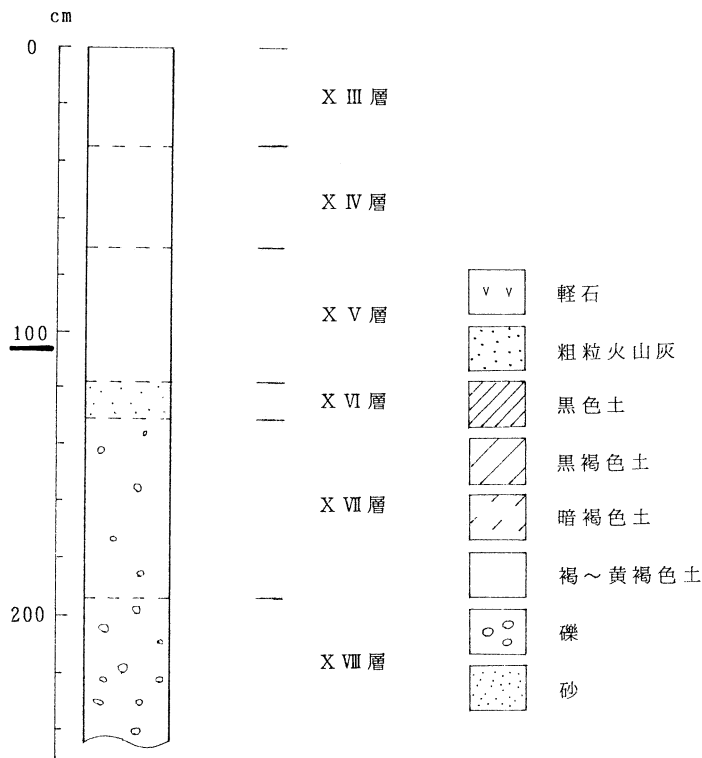 cm
0
100
200
XⅢ層
XⅣ層
XⅤ層
XⅥ層
XⅦ層
XⅧ層
軽石
粗粒火山灰
黒色土
黒褐色土
暗褐色土
褐～黄褐色土
礫
砂